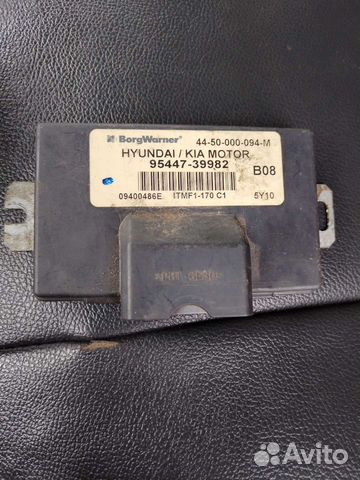 BorgWarner 44-50-000-094-M
HYUNDAI / KIA MOTOR
95447-39982
B08
09400486E ITMF1-170 C1 5Y10
Avito